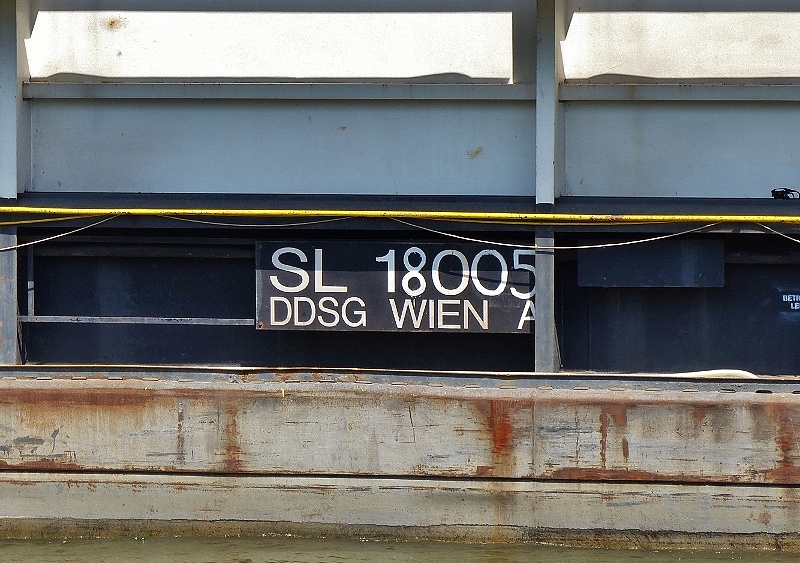 SL 18005
DDSG WIEN A